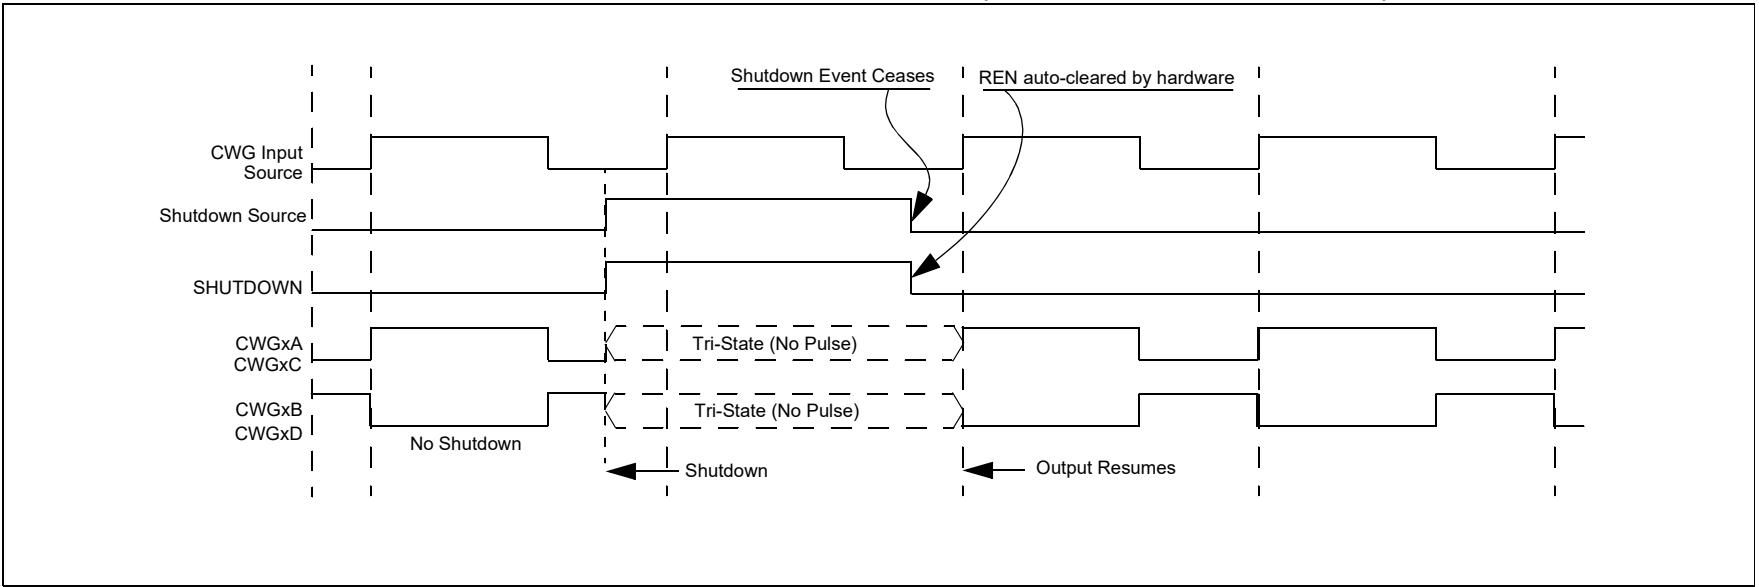 Shutdown Event Ceases
REN auto-cleared by hardware
CWG Input
Source
Shutdown Source
SHUTDOWN
CWGxA
CWGxC
Tri-State (No Pulse)
CWGxB
CWGxD
Tri-State (No Pulse)
No Shutdown
Shutdown
Output Resumes